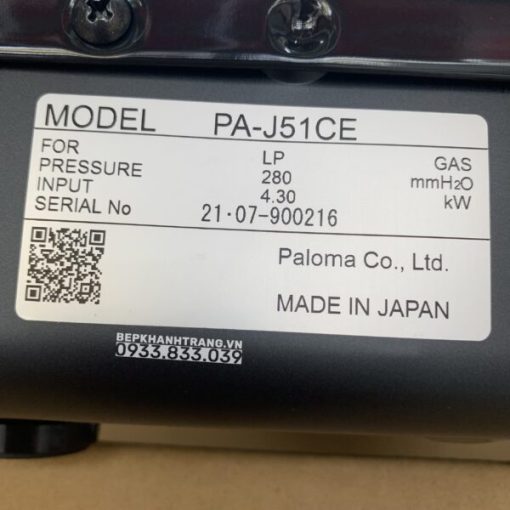 MODEL PA-J51CE
FOR LP GAS
PRESSURE 280 mmH2O
INPUT 4.30 kW
SERIAL No 21·07-900216
Paloma Co., Ltd.
MADE IN JAPAN
BEPKHANHTRANG.VN
0933.833.039